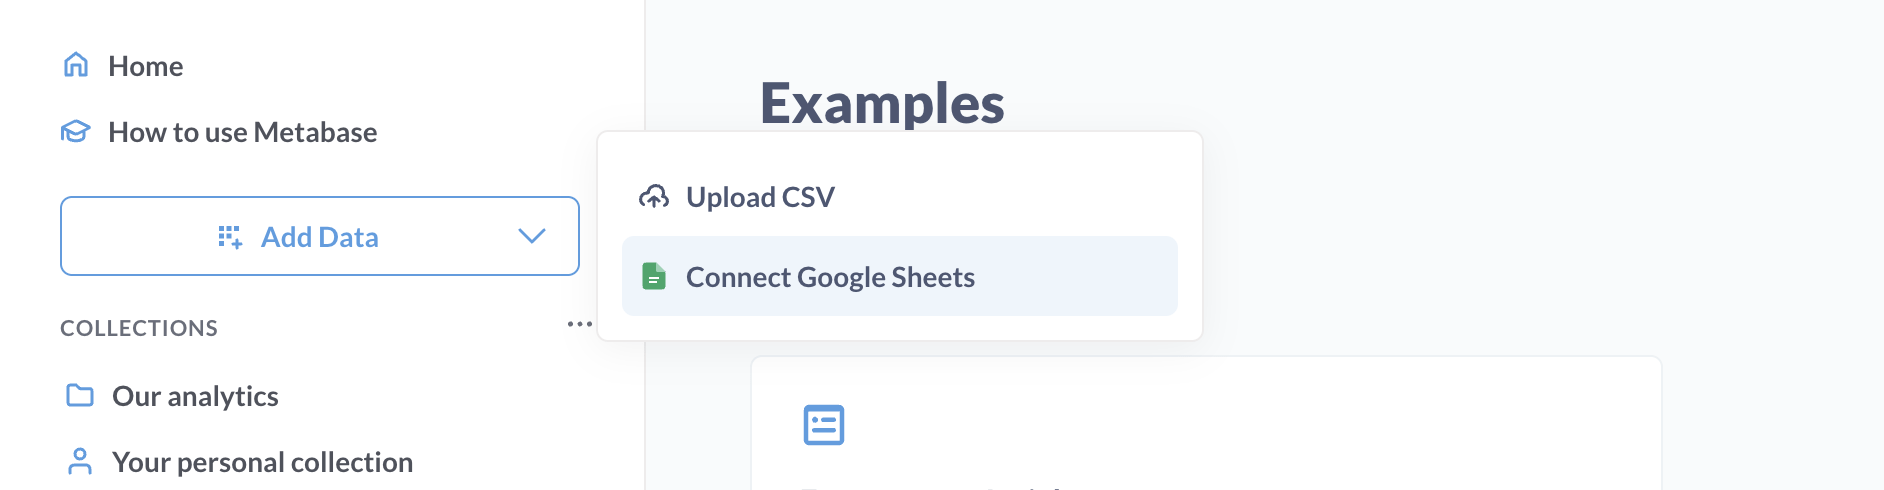 Home
How to use Metabase
Add Data
COLLECTIONS
Our analytics
Your personal collection
Examples
Upload CSV
Connect Google Sheets